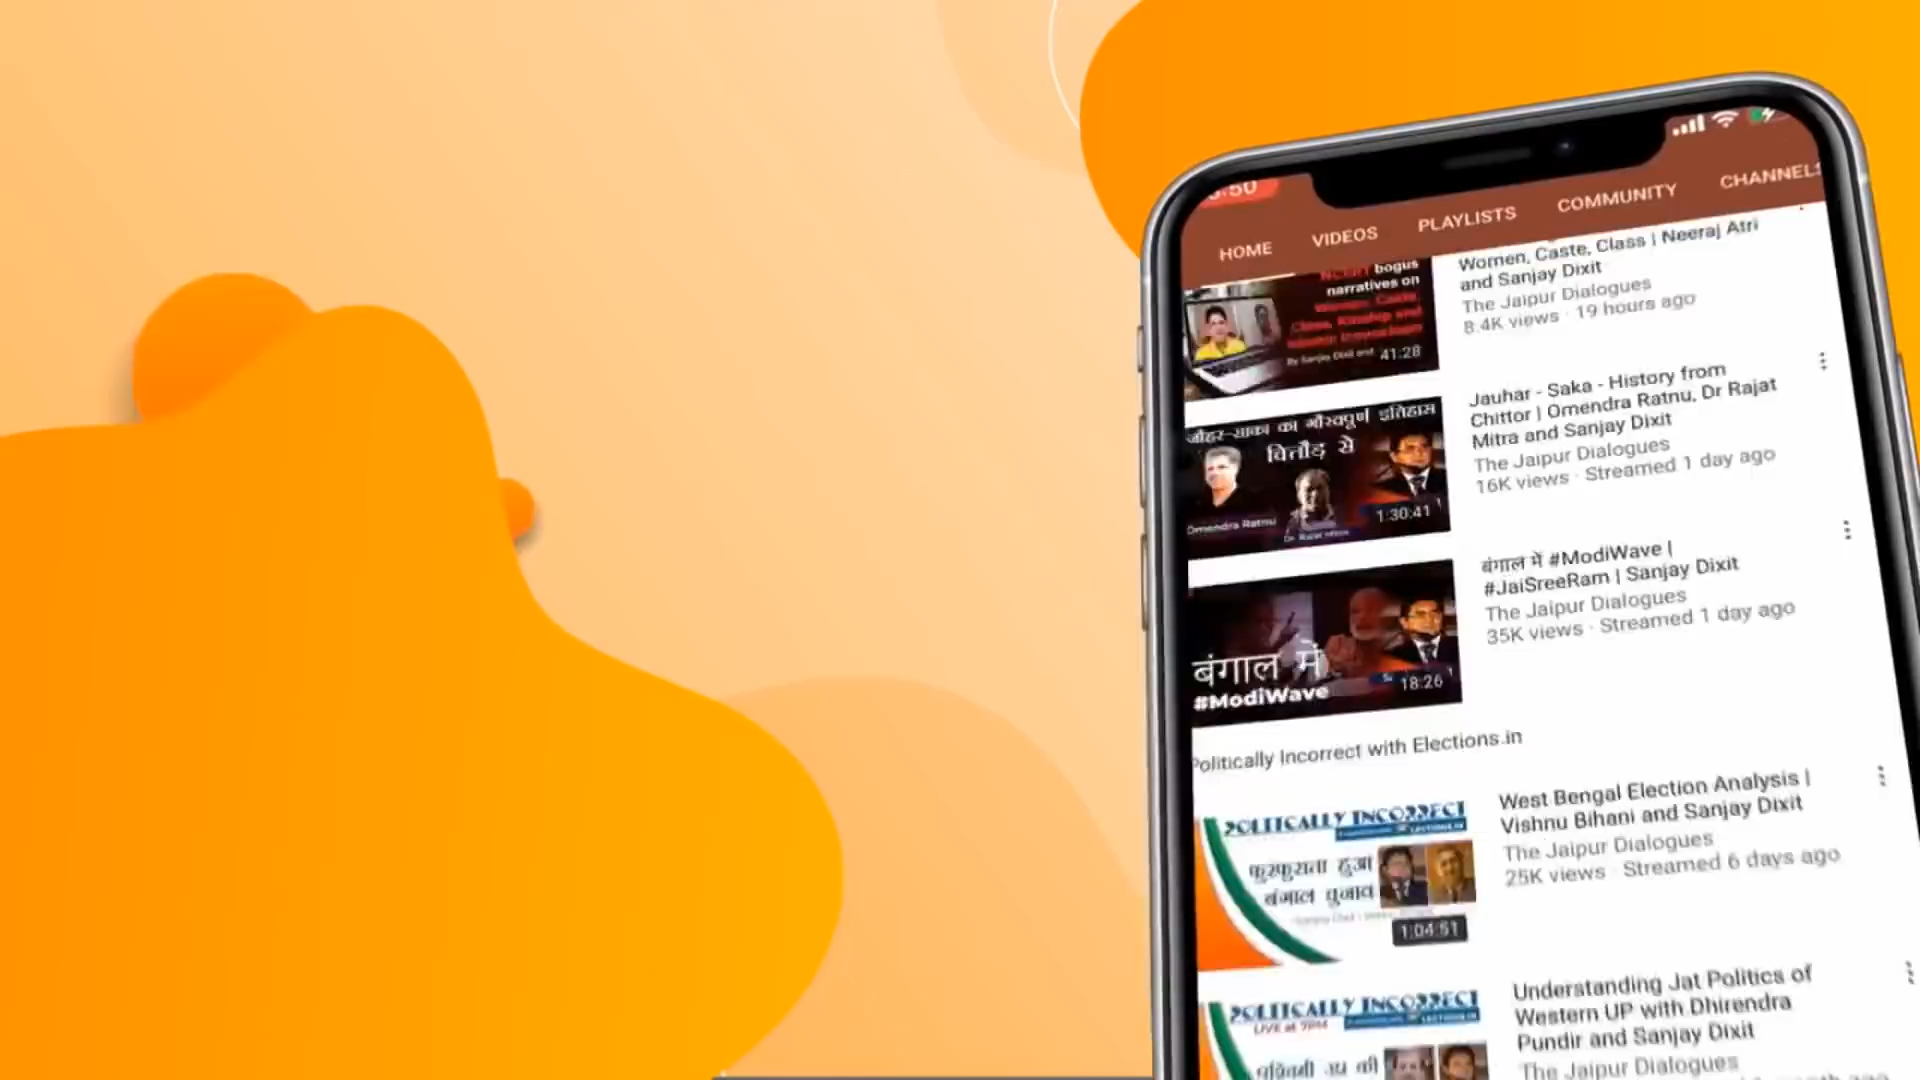 HOME VIDEOS PLAYLISTS COMMUNITY CHANNELS
bogus
narratives on
41:28
Women, Caste, Class | Neeraj Atri
and Sanjay Dixit
The Jaipur Dialogues
8.4K views · 19 hours ago
जौहर-साका का गौरवपूर्ण इतिहास
चित्तौड़ से
Omendra Ratnu
1:30:41
Jauhar - Saka - History from
Chittor | Omendra Ratnu, Dr Rajat
Mitra and Sanjay Dixit
The Jaipur Dialogues
16K views · Streamed 1 day ago
बंगाल में
#ModiWave
18:26
बंगाल में #ModiWave |
#JaiSreeRam | Sanjay Dixit
The Jaipur Dialogues
35K views · Streamed 1 day ago
Politically Incorrect with Elections.in
POLITICALLY INCORRECT
बंगाल चुनाव
1:04:51
West Bengal Election Analysis |
Vishnu Bihani and Sanjay Dixit
The Jaipur Dialogues
25K views · Streamed 6 days ago
POLITICALLY INCORRECT
LIVE at 7PM
Understanding Jat Politics of
Western UP with Dhirendra
Pundir and Sanjay Dixit
The Jaipur Dialogues